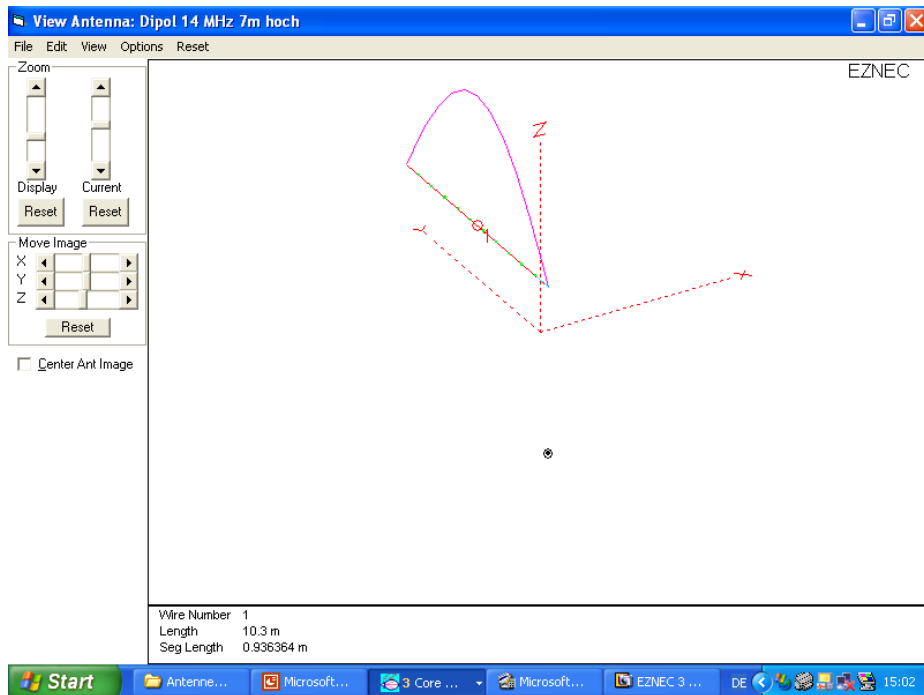 View Antenna: Dipol 14 MHz 7m hoch
File Edit View Options Reset
EZNEC
Zoom
Display Current
Reset Reset
Move Image
X
Y
Z
Reset
Center Ant Image
Z
Y
X
1
Wire Number 1
Length 10.3 m
Seg Length 0.936364 m
Start Antenne... Microsoft... 3 Core ... Microsoft... EZNEC 3 ... DE 15:02